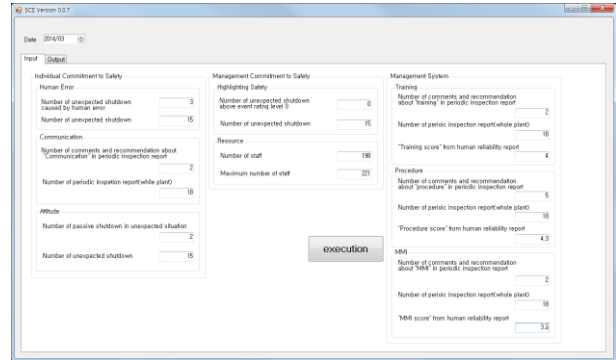 SCE Version 0.0.7
Date 2014/03
Input Output
Individual Commitment to Safety
Human Error
Number of unexpected shutdown
caused by human error
3
Number of unexpected shutdown
15
Communication
Number of comments and recommendation about
"Communication" in periodic inspection report
2
Number of periodic inspetion report(while plant)
18
Attitude
Number of passive shutdown in unexpected situation
2
Number of unexpected shutdown
15
Management Commitment to Safety
Highlighting Safety
Number of unexpected shutdown
above event rating level 0
0
Number of unexpected shutdown
15
Resource
Number of staff
198
Maximum number of staff
221
execution
Management System
Training
Number of comments and recommendation
about "training" in periodic inspection report
2
Number of perioic inspection report(whole plant)
18
"Training score" from human reliability report
4
Procedure
Number of comments and recommendation
about "procedure" in periodic inspection report
5
Number of perioic inspection report(whole plant)
18
"Procedure score" from human reliability report
4.3
MMI
Number of comments and recommendation
about "MMI" in periodic inspection report
2
Number of perioic inspection report(whole plant)
18
"MMI score" from human reliability report
3.5